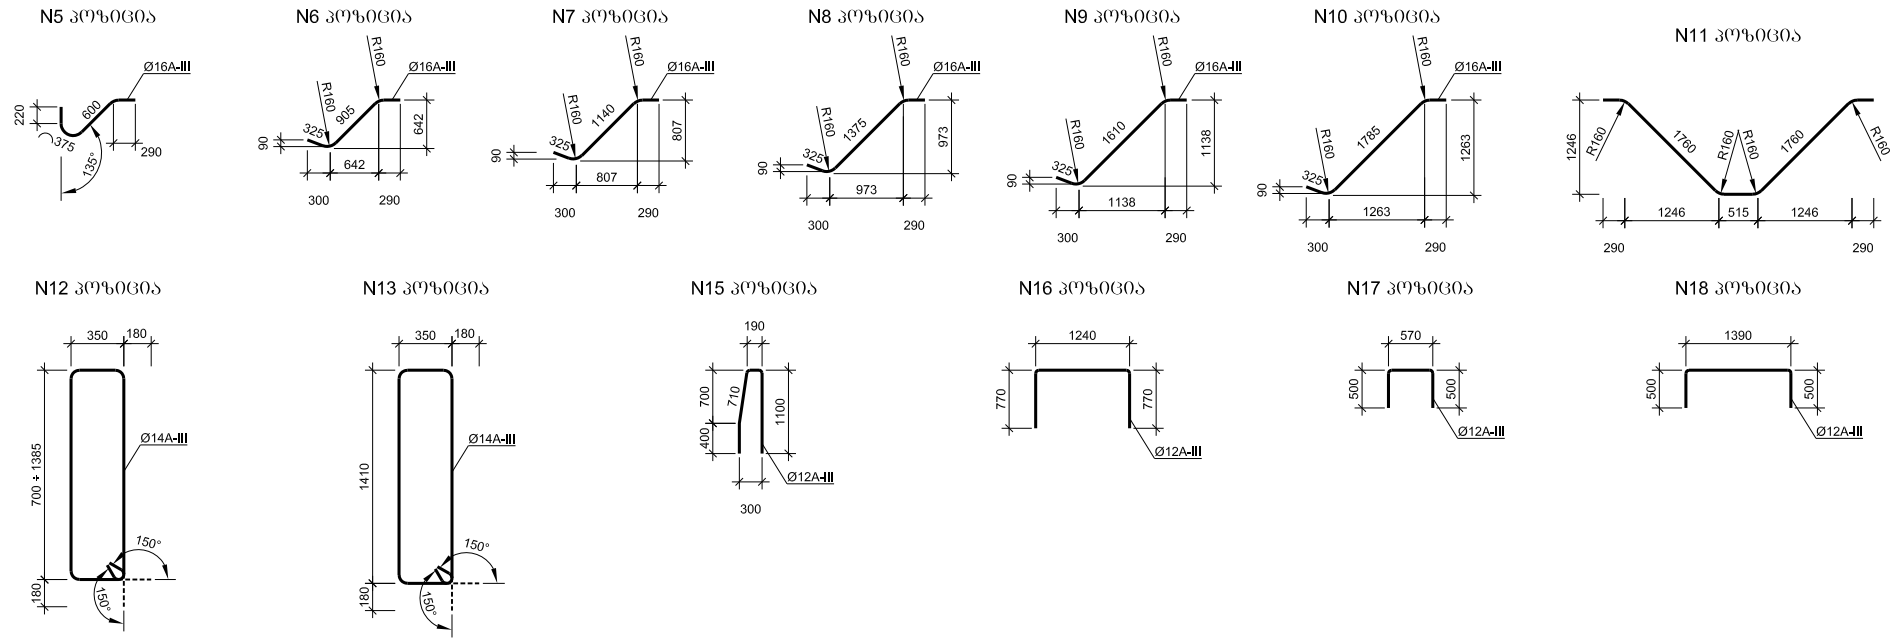 N5 პოზიცია
Ø16A-III
220
600
375
135°
290
N6 პოზიცია
R160
R160
Ø16A-III
905
325
90
642
642
300
290
N7 პოზიცია
R160
R160
Ø16A-III
1140
325
90
807
807
300
290
N8 პოზიცია
R160
R160
Ø16A-III
1375
325
90
973
973
300
290
N9 პოზიცია
R160
R160
Ø16A-III
1610
325
90
1138
1138
300
290
N10 პოზიცია
R160
R160
Ø16A-III
1785
325
90
1263
1263
300
290
N11 პოზიცია
1246
R160
1760
R160
R160
1760
R160
1246
515
1246
290
290
N12 პოზიცია
350
180
700 ÷ 1385
Ø14A-III
150°
150°
180
N13 პოზიცია
350
180
1410
Ø14A-III
150°
150°
180
N15 პოზიცია
190
700
710
1100
400
Ø12A-III
300
N16 პოზიცია
1240
770
770
Ø12A-III
N17 პოზიცია
570
500
500
Ø12A-III
N18 პოზიცია
1390
500
500
Ø12A-III